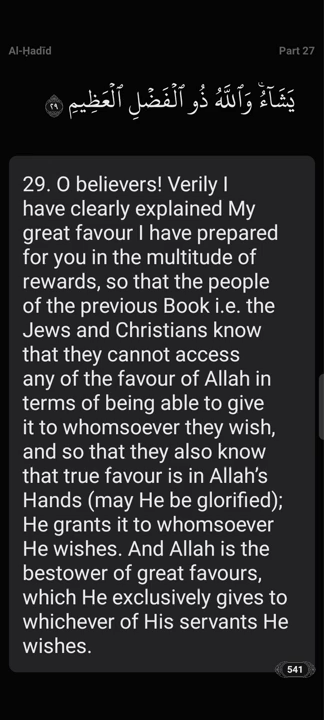 Al-Ḥadīd
Part 27
يَشَآءُۚ وَٱللَّهُ ذُو ٱلۡفَضۡلِ ٱلۡعَظِيمِ ٢٩
29. O believers! Verily I
have clearly explained My
great favour I have prepared
for you in the multitude of
rewards, so that the people
of the previous Book i.e. the
Jews and Christians know
that they cannot access
any of the favour of Allah in
terms of being able to give
it to whomsoever they wish,
and so that they also know
that true favour is in Allah’s
Hands (may He be glorified);
He grants it to whomsoever
He wishes. And Allah is the
bestower of great favours,
which He exclusively gives to
whichever of His servants He
wishes.
541